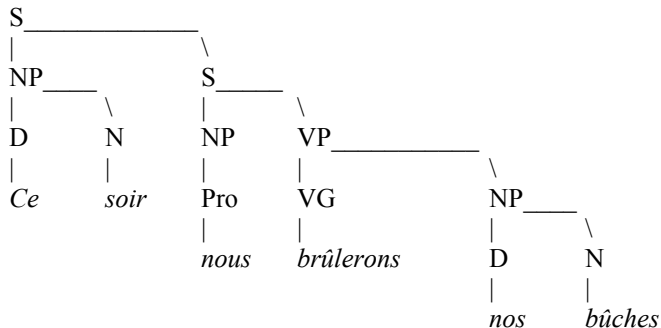 S
NP S
D N NP VP
Ce soir Pro VG NP
nous brûlerons D N
nos bûches